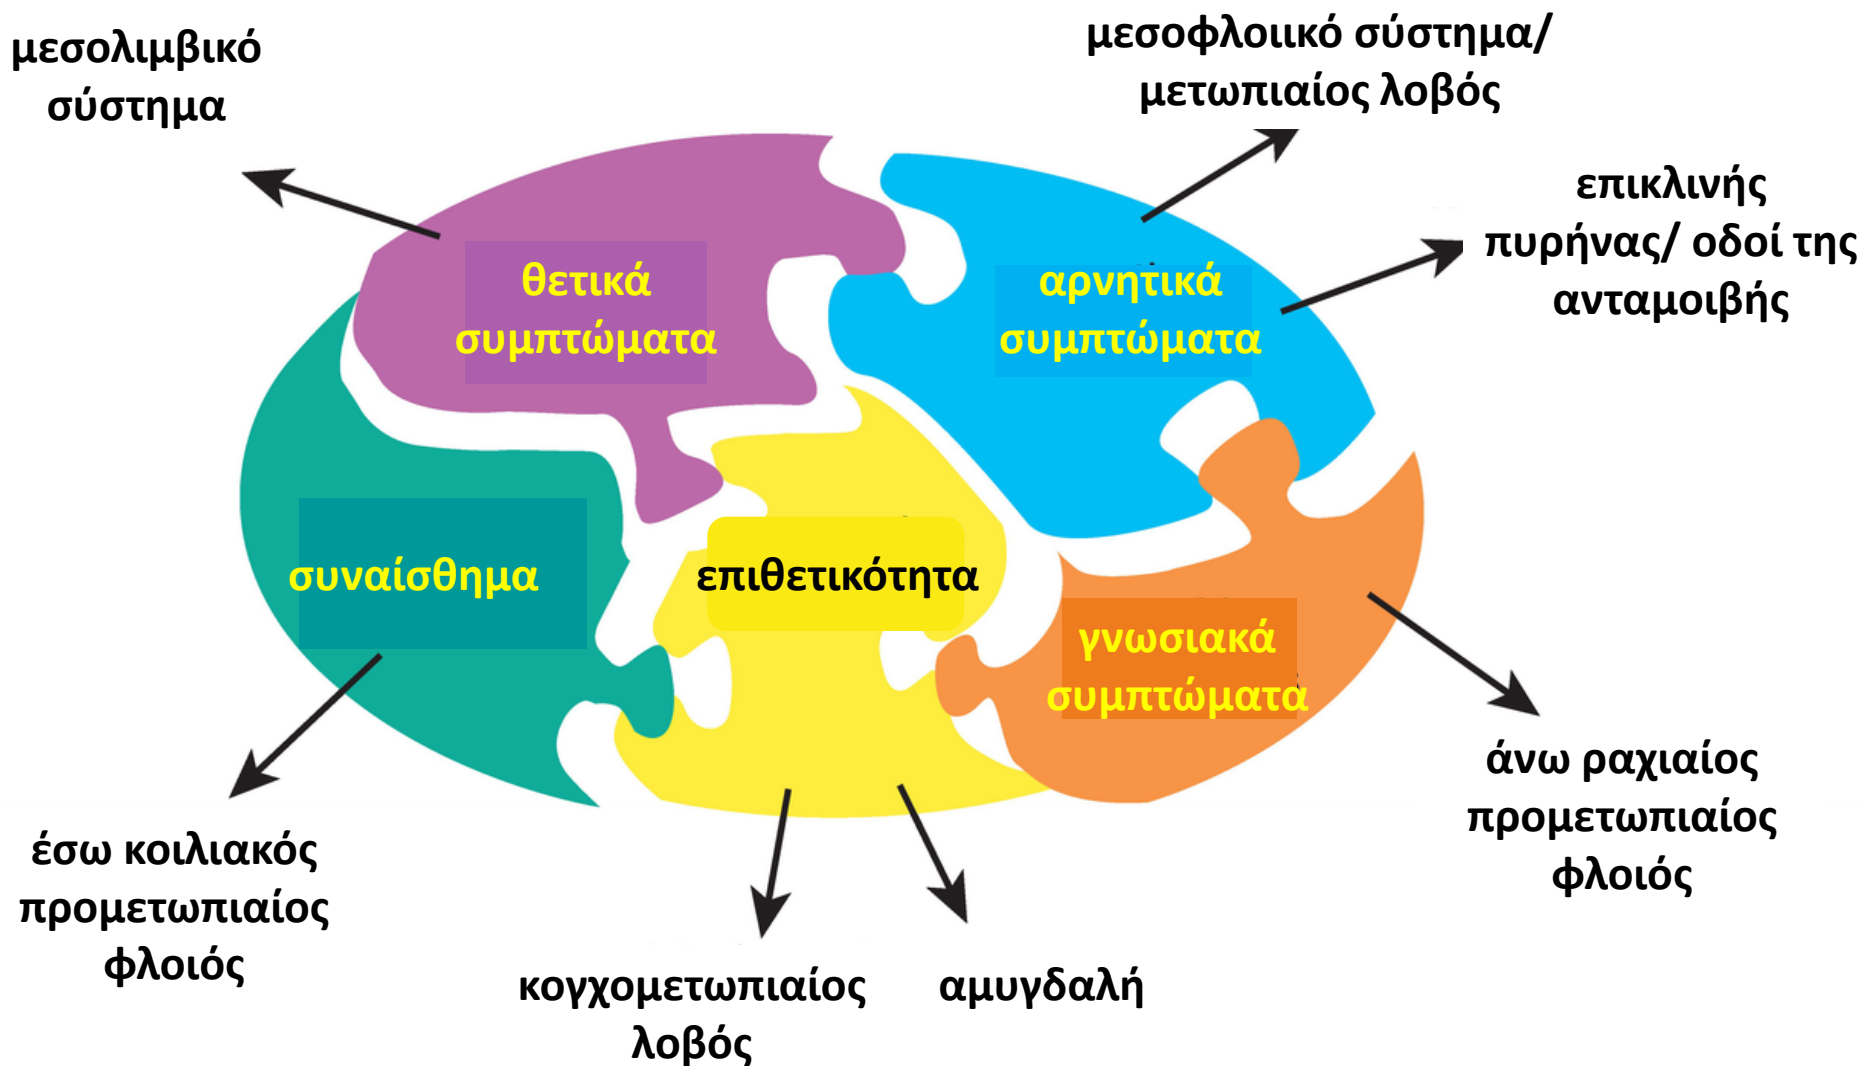 μεσολιμβικό
σύστημα
μεσοφλοιικό σύστημα/
μετωπιαίος λοβός
επικλινής
πυρήνας/ οδοί της
ανταμοιβής
θετικά
συμπτώματα
αρνητικά
συμπτώματα
συναίσθημα
επιθετικότητα
γνωσιακά
συμπτώματα
άνω ραχιαίος
προμετωπιαίος
φλοιός
έσω κοιλιακός
προμετωπιαίος
φλοιός
κογχομετωπιαίος
λοβός
αμυγδαλή